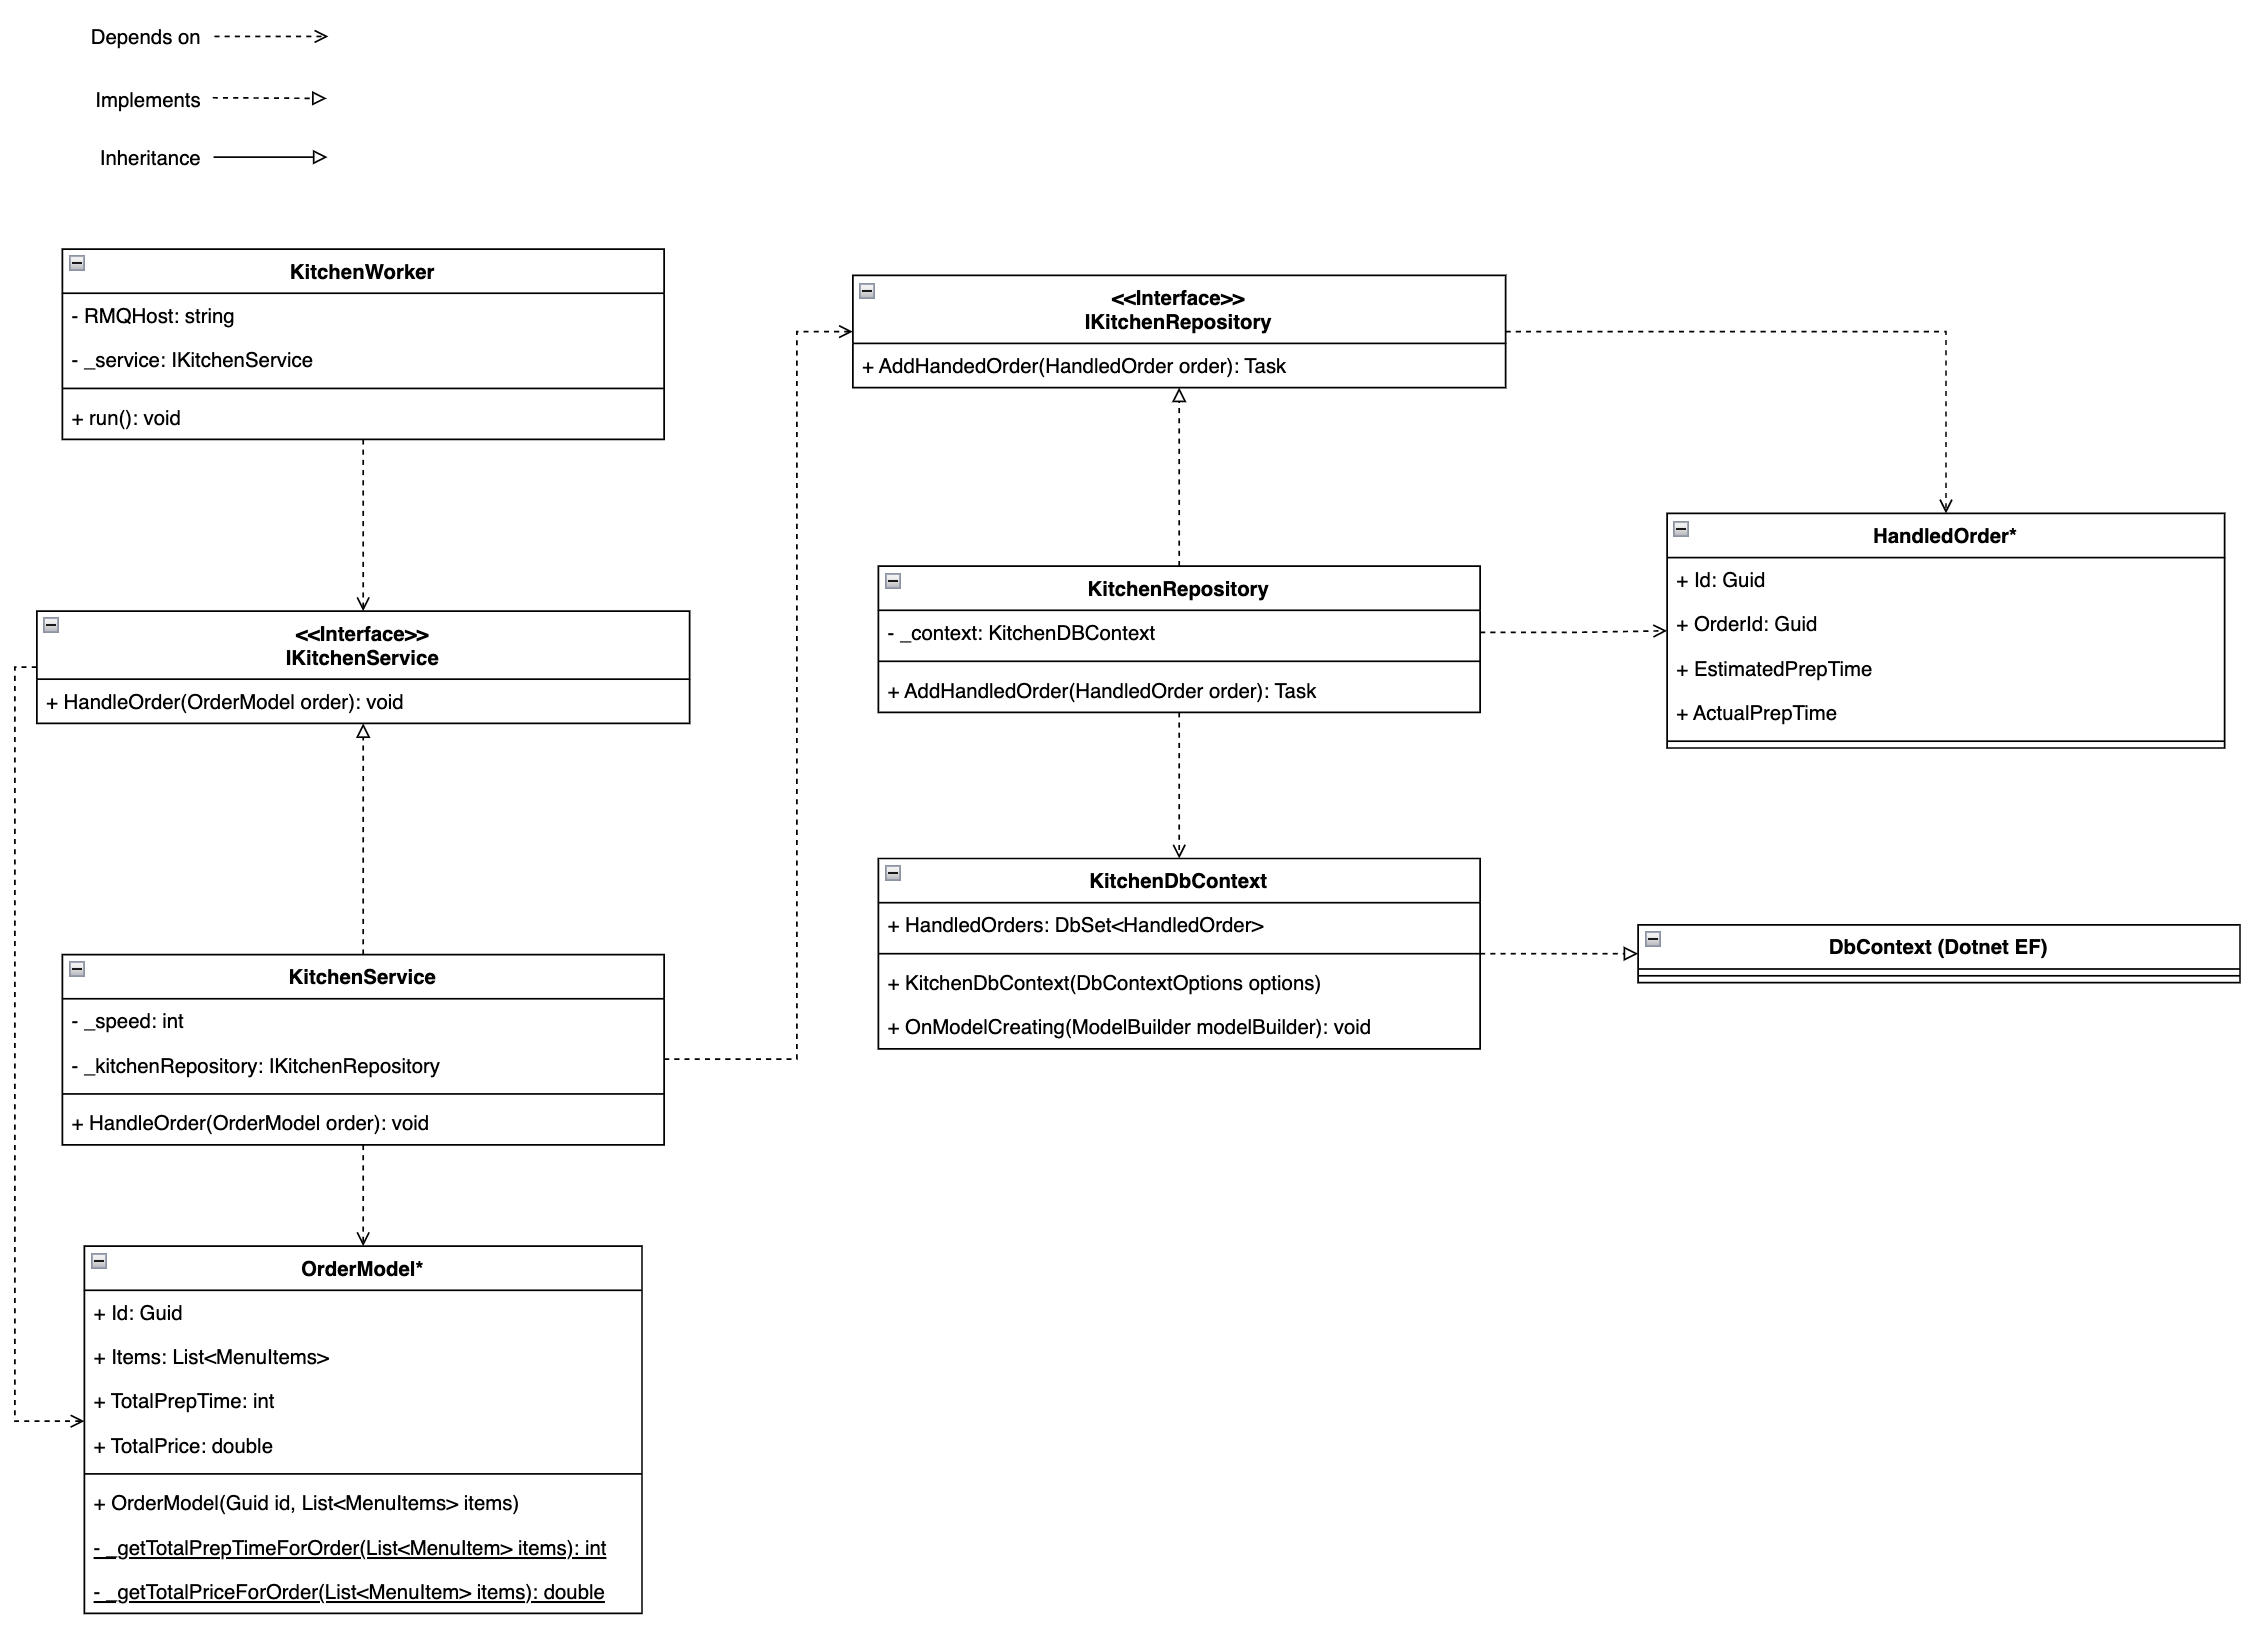 Depends on
Implements
Inheritance
KitchenWorker
- RMQHost: string
- _service: IKitchenService
+ run(): void
<<Interface>>
IKitchenService
+ HandleOrder(OrderModel order): void
KitchenService
- _speed: int
- _kitchenRepository: IKitchenRepository
+ HandleOrder(OrderModel order): void
OrderModel*
+ Id: Guid
+ Items: List<MenuItems>
+ TotalPrepTime: int
+ TotalPrice: double
+ OrderModel(Guid id, List<MenuItems> items)
- _getTotalPrepTimeForOrder(List<MenuItem> items): int
- _getTotalPriceForOrder(List<MenuItem> items): double
<<Interface>>
IKitchenRepository
+ AddHandedOrder(HandledOrder order): Task
KitchenRepository
- _context: KitchenDBContext
+ AddHandledOrder(HandledOrder order): Task
KitchenDbContext
+ HandledOrders: DbSet<HandledOrder>
+ KitchenDbContext(DbContextOptions options)
+ OnModelCreating(ModelBuilder modelBuilder): void
HandledOrder*
+ Id: Guid
+ OrderId: Guid
+ EstimatedPrepTime
+ ActualPrepTime
DbContext (Dotnet EF)